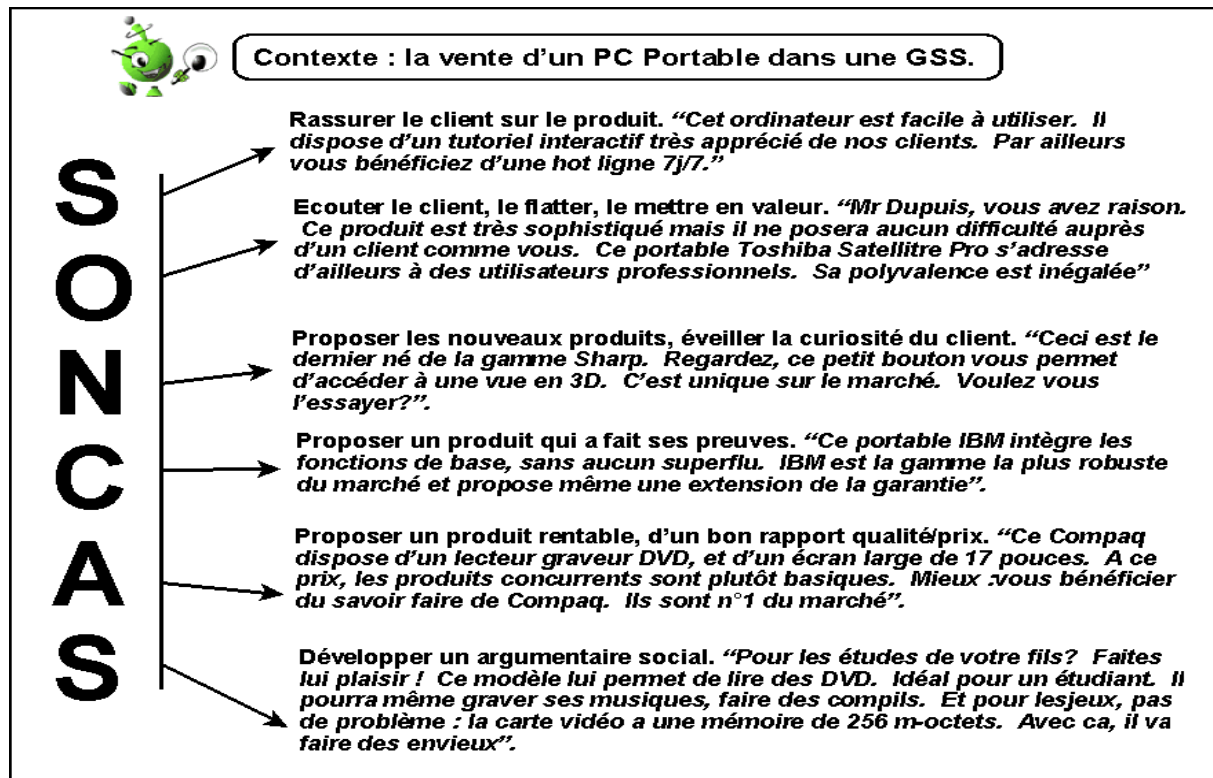 Contexte : la vente d'un PC Portable dans une GSS.
S
O
N
C
A
S
Rassurer le client sur le produit. “Cet ordinateur est facile à utiliser. Il
dispose d'un tutoriel interactif très apprécié de nos clients. Par ailleurs
vous bénéficiez d'une hot ligne 7j/7.”
Ecouter le client, le flatter, le mettre en valeur. “Mr Dupuis, vous avez raison.
Ce produit est très sophistiqué mais il ne posera aucun difficulté auprès
d'un client comme vous. Ce portable Toshiba Satellitre Pro s'adresse
d'ailleurs à des utilisateurs professionnels. Sa polyvalence est inégalée”
Proposer les nouveaux produits, éveiller la curiosité du client. “Ceci est le
dernier né de la gamme Sharp. Regardez, ce petit bouton vous permet
d'accéder à une vue en 3D. C'est unique sur le marché. Voulez vous
l'essayer?”.
Proposer un produit qui a fait ses preuves. “Ce portable IBM intègre les
fonctions de base, sans aucun superflu. IBM est la gamme la plus robuste
du marché et propose même une extension de la garantie”.
Proposer un produit rentable, d'un bon rapport qualité/prix. “Ce Compaq
dispose d'un lecteur graveur DVD, et d'un écran large de 17 pouces. A ce
prix, les produits concurrents sont plutôt basiques. Mieux :vous bénéficier
du savoir faire de Compaq. Ils sont n°1 du marché”.
Développer un argumentaire social. “Pour les études de votre fils? Faites
lui plaisir ! Ce modèle lui permet de lire des DVD. Idéal pour un étudiant. Il
pourra même graver ses musiques, faire des compils. Et pour lesjeux, pas
de problème : la carte vidéo a une mémoire de 256 m-octets. Avec ca, il va
faire des envieux”.